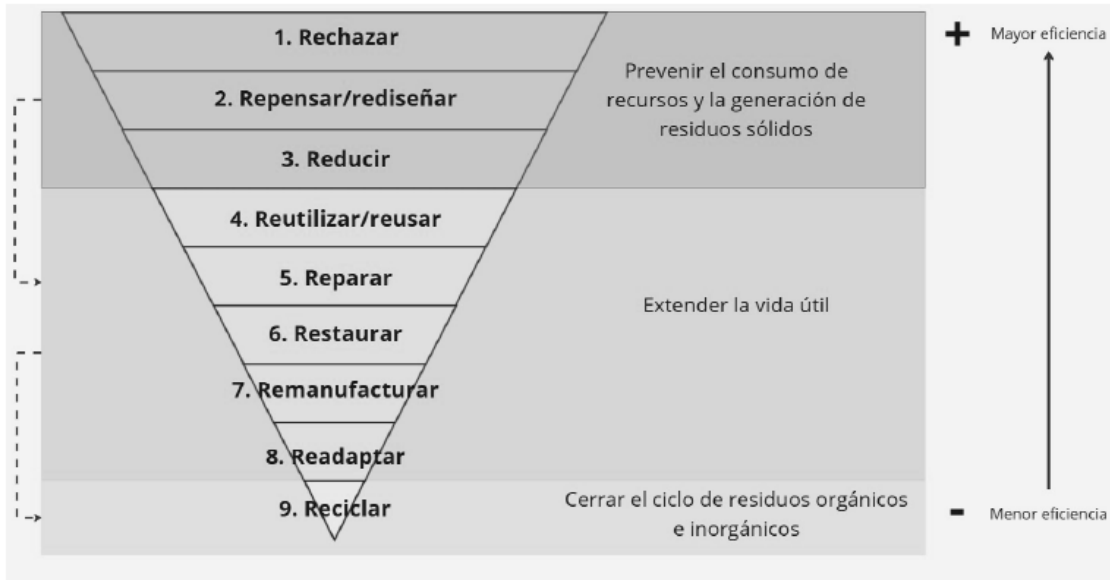 1. Rechazar
2. Repensar/rediseñar
3. Reducir
Prevenir el consumo de
recursos y la generación de
residuos sólidos
4. Reutilizar/reusar
5. Reparar
6. Restaurar
7. Remanufacturar
8. Readaptar
Extender la vida útil
9. Reciclar
Cerrar el ciclo de residuos orgánicos
e inorgánicos
+ Mayor eficiencia
- Menor eficiencia